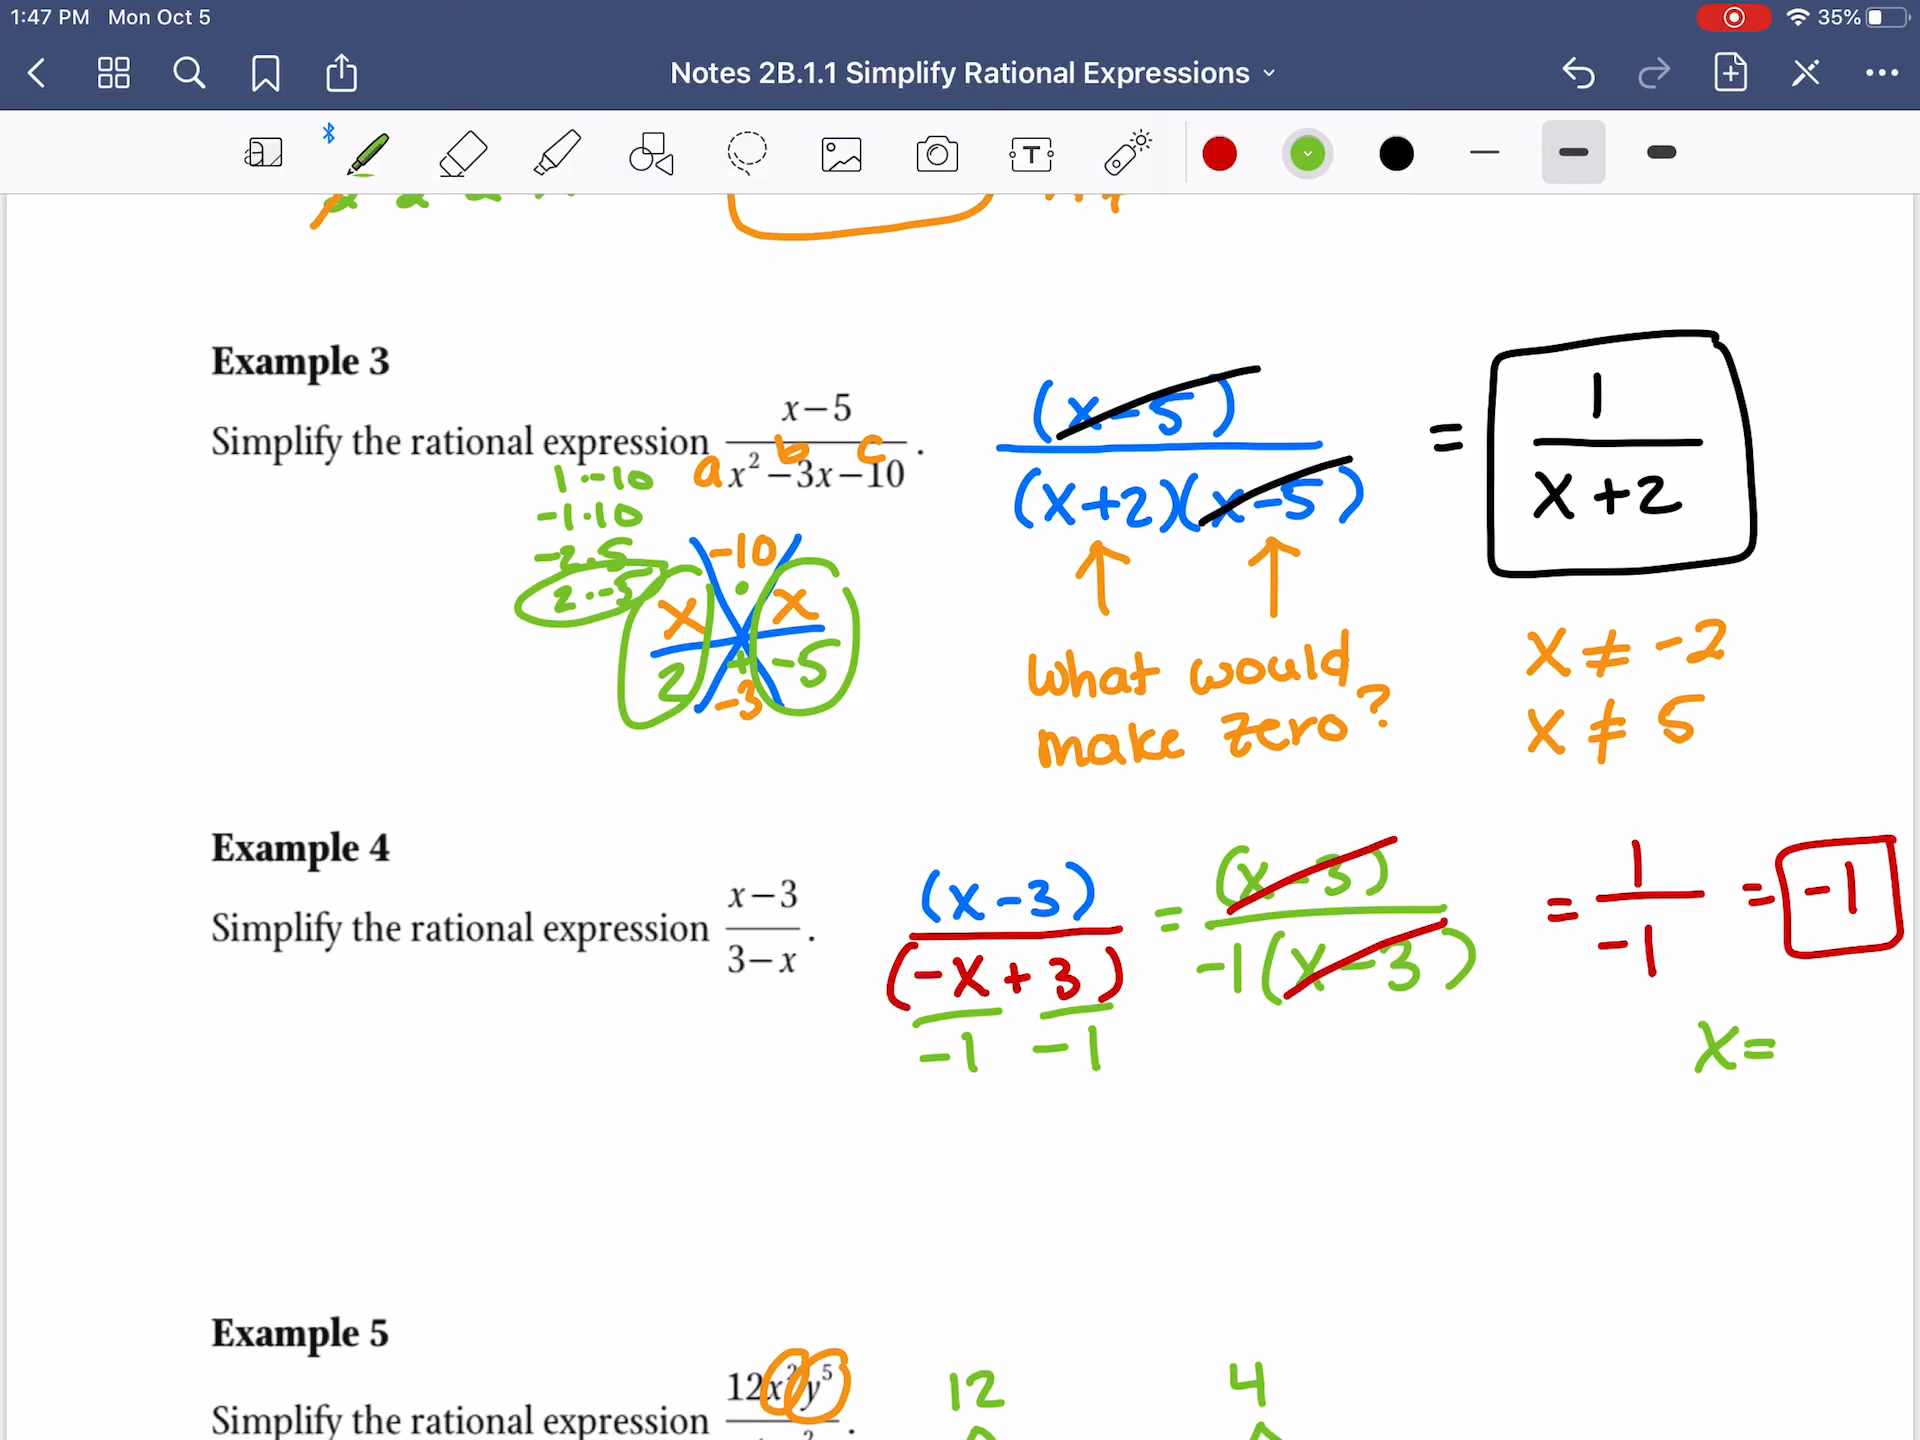 1:47 PM Mon Oct 5
35%
Notes 2B.1.1 Simplify Rational Expressions
Example 3
Simplify the rational expression x−5 / x² −3x−10 .
a b c
1·-10
-1·10
-2·5
2·-5
-10
x x
2 + -5
-3
(x-5) / (x+2)(x-5) = 1 / x+2
what would
make zero?
x ≠ -2
x ≠ 5
Example 4
Simplify the rational expression x−3 / 3−x .
(x-3) / (-x+3) = (x-3) / -1(x-3) = 1 / -1 = -1
-1 -1
x=
Example 5
Simplify the rational expression 12x²y⁵
12 4